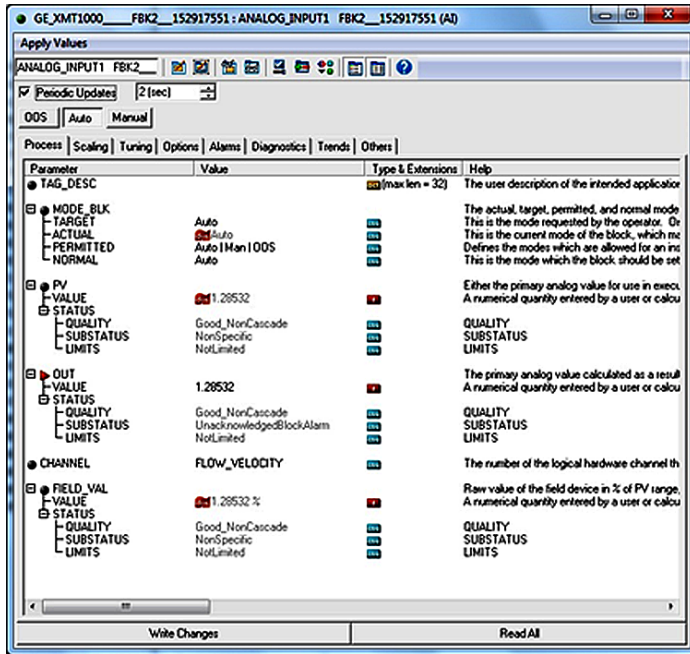 GE_XMT1000_____FBK2__152917551 : ANALOG_INPUT1   FBK2__152917551 (AI)
Apply Values
ANALOG_INPUT1   FBK2__
Periodic Updates 2 (sec)
OOS Auto Manual
Process Scaling Tuning Options Alarms Diagnostics Trends Others
Parameter Value Type & Extensions Help
TAG_DESC (max len = 32) The user description of the intended application
MODE_BLK The actual, target, permitted, and normal mode
TARGET Auto This is the mode requested by the operator.
ACTUAL Auto This is the current mode of the block, which ma
PERMITTED Auto | Man | OOS Defines the modes which are allowed for an ins
NORMAL Auto This is the mode which the block should be set
PV Either the primary analog value for use in execu
VALUE 1.28532 A numerical quantity entered by a user or calcu
STATUS
QUALITY Good_NonCascade QUALITY
SUBSTATUS NonSpecific SUBSTATUS
LIMITS NotLimited LIMITS
OUT The primary analog value calculated as a result
VALUE 1.28532 A numerical quantity entered by a user or calcu
STATUS
QUALITY Good_NonCascade QUALITY
SUBSTATUS UnacknowledgedBlockAlarm SUBSTATUS
LIMITS NotLimited LIMITS
CHANNEL FLOW_VELOCITY The number of the logical hardware channel th
FIELD_VAL Raw value of the field device in % of PV range,
VALUE 1.28532 % A numerical quantity entered by a user or calcu
STATUS
QUALITY Good_NonCascade QUALITY
SUBSTATUS NonSpecific SUBSTATUS
LIMITS NotLimited LIMITS
Write Changes Read All